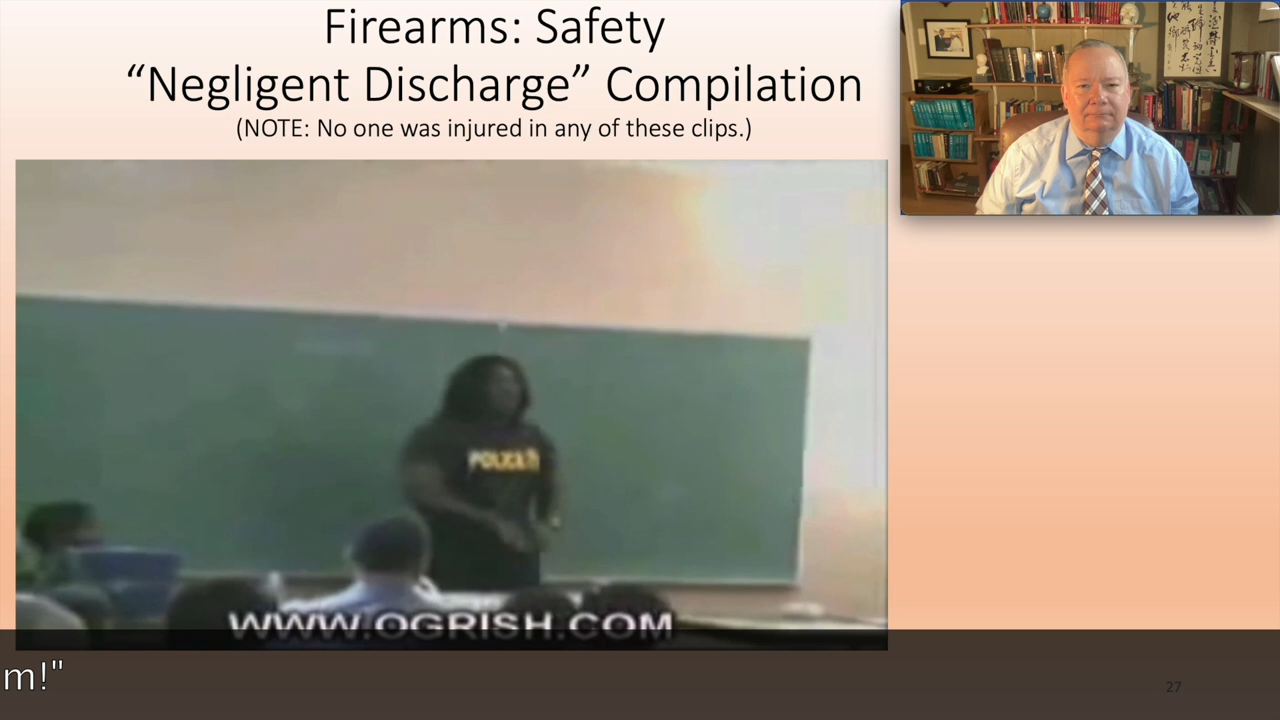 Firearms: Safety
“Negligent Discharge” Compilation
(NOTE: No one was injured in any of these clips.)
POLICE
WWW.OGRISH.COM
m!"
27